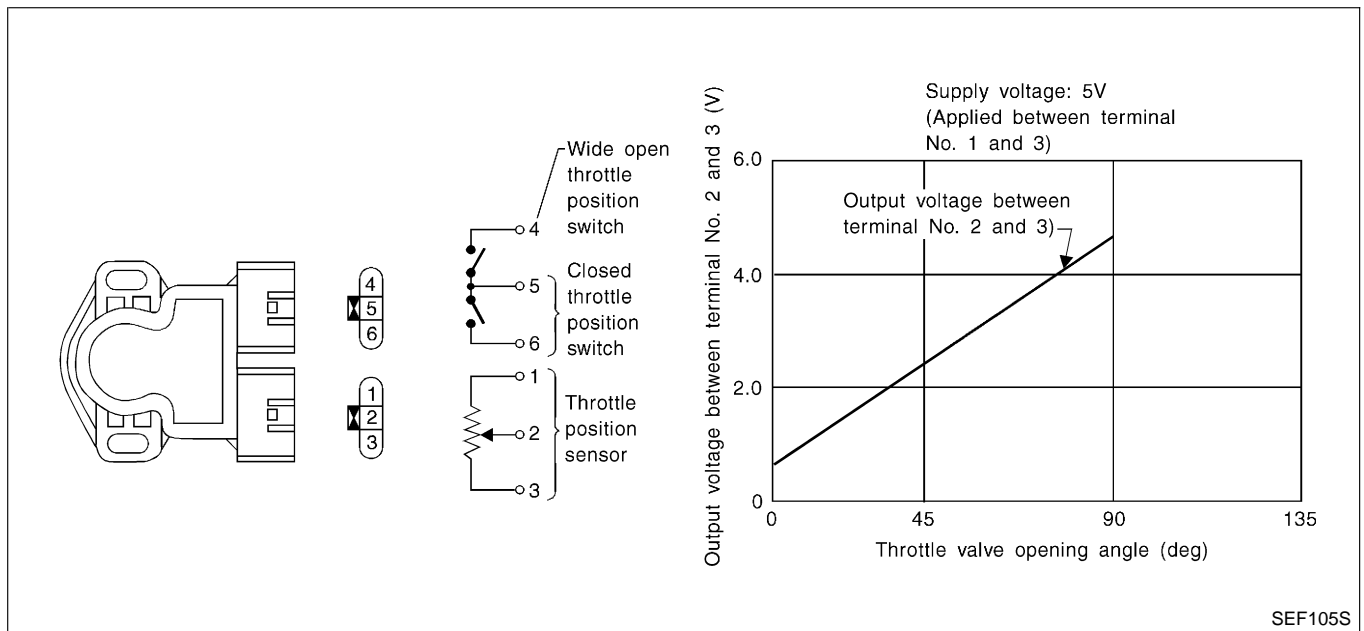 4
5
6
1
2
3
Wide open
throttle
position
switch
4
5
6
Closed
throttle
position
switch
1
2
3
Throttle
position
sensor
Output voltage between terminal No. 2 and 3 (V)
Supply voltage: 5V
(Applied between terminal
No. 1 and 3)
Output voltage between
terminal No. 2 and 3)
6.0
4.0
2.0
0
0 45 90 135
Throttle valve opening angle (deg)
SEF105S